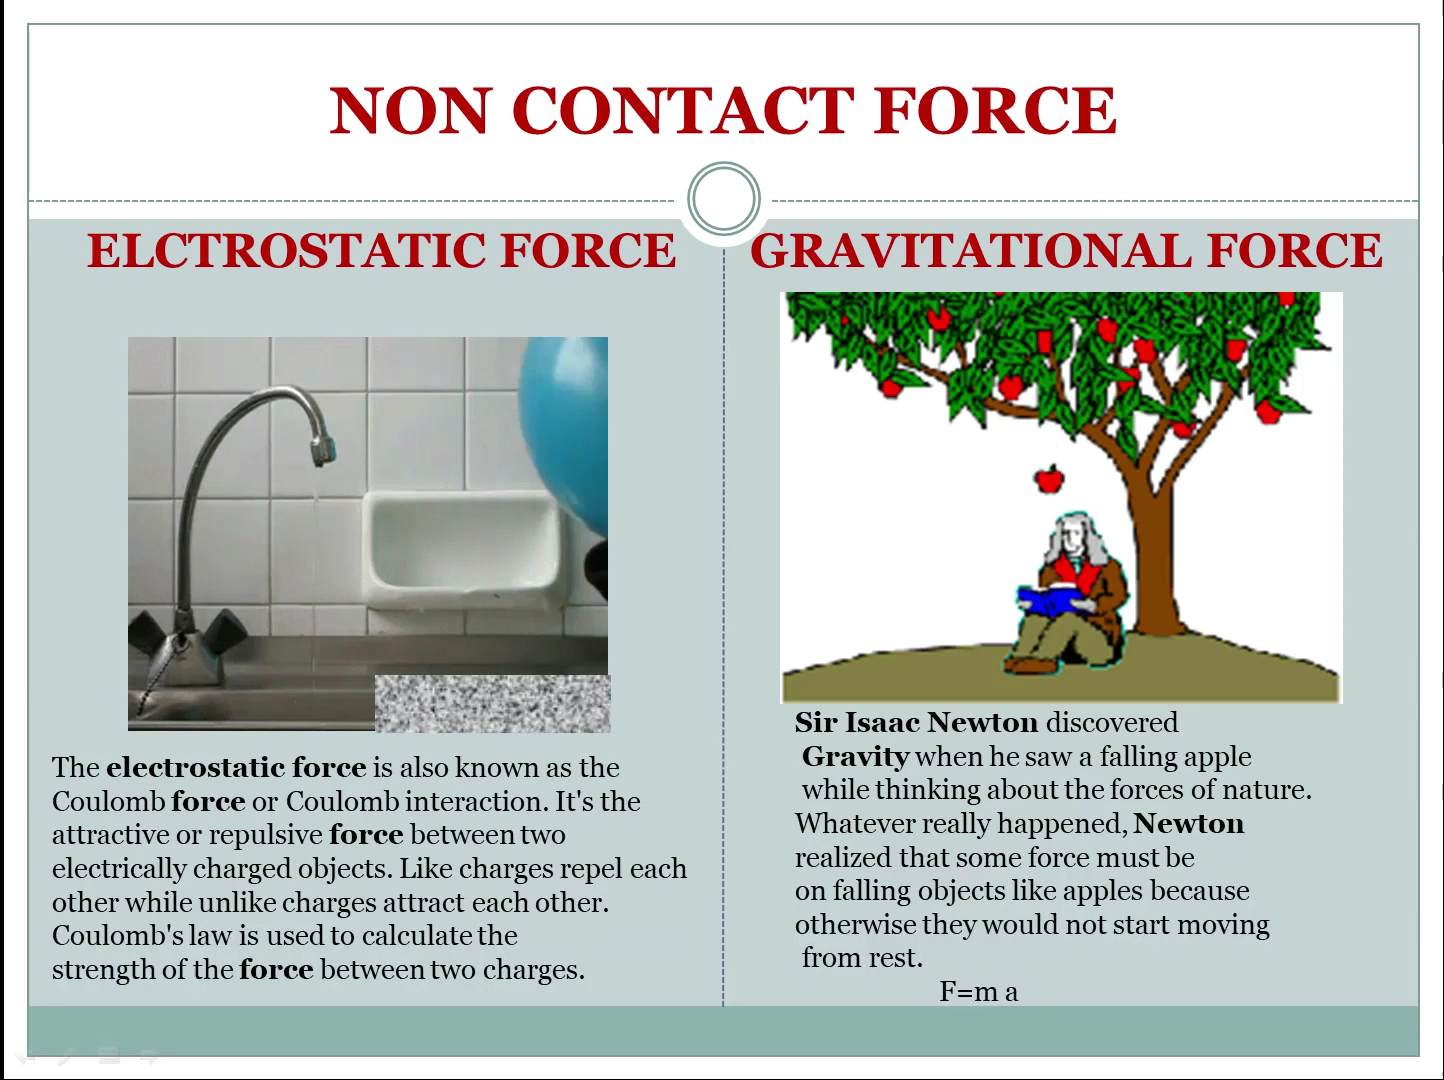 NON CONTACT FORCE
ELCTROSTATIC FORCE
The electrostatic force is also known as the
Coulomb force or Coulomb interaction. It's the
attractive or repulsive force between two
electrically charged objects. Like charges repel each
other while unlike charges attract each other.
Coulomb's law is used to calculate the
strength of the force between two charges.
GRAVITATIONAL FORCE
Sir Isaac Newton discovered
Gravity when he saw a falling apple
while thinking about the forces of nature.
Whatever really happened, Newton
realized that some force must be
on falling objects like apples because
otherwise they would not start moving
from rest.
F=m a